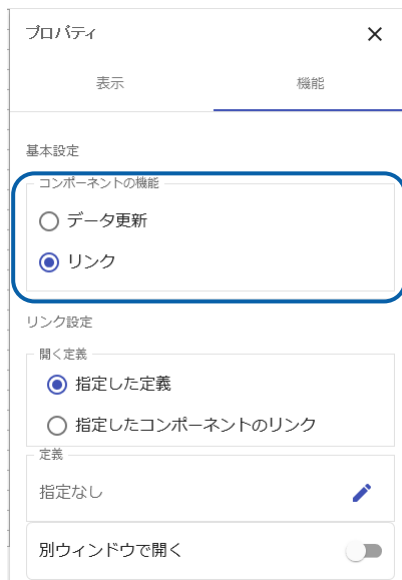 プロパティ
表示
機能
基本設定
コンポーネントの機能
データ更新
リンク
リンク設定
開く定義
指定した定義
指定したコンポーネントのリンク
定義
指定なし
別ウィンドウで開く